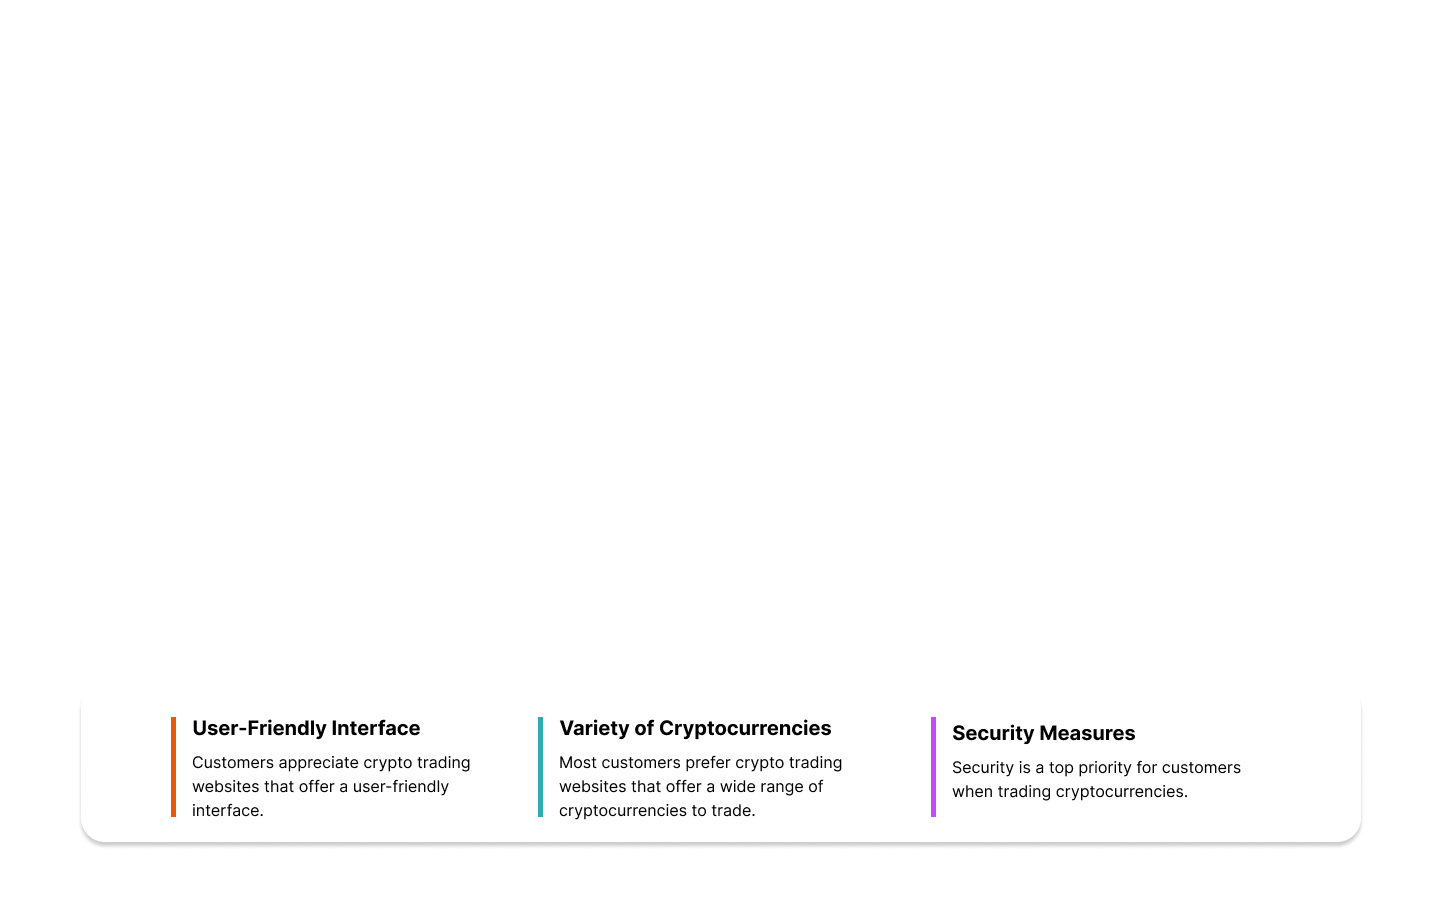 User-Friendly Interface
Customers appreciate crypto trading
websites that offer a user-friendly
interface.
Variety of Cryptocurrencies
Most customers prefer crypto trading
websites that offer a wide range of
cryptocurrencies to trade.
Security Measures
Security is a top priority for customers
when trading cryptocurrencies.